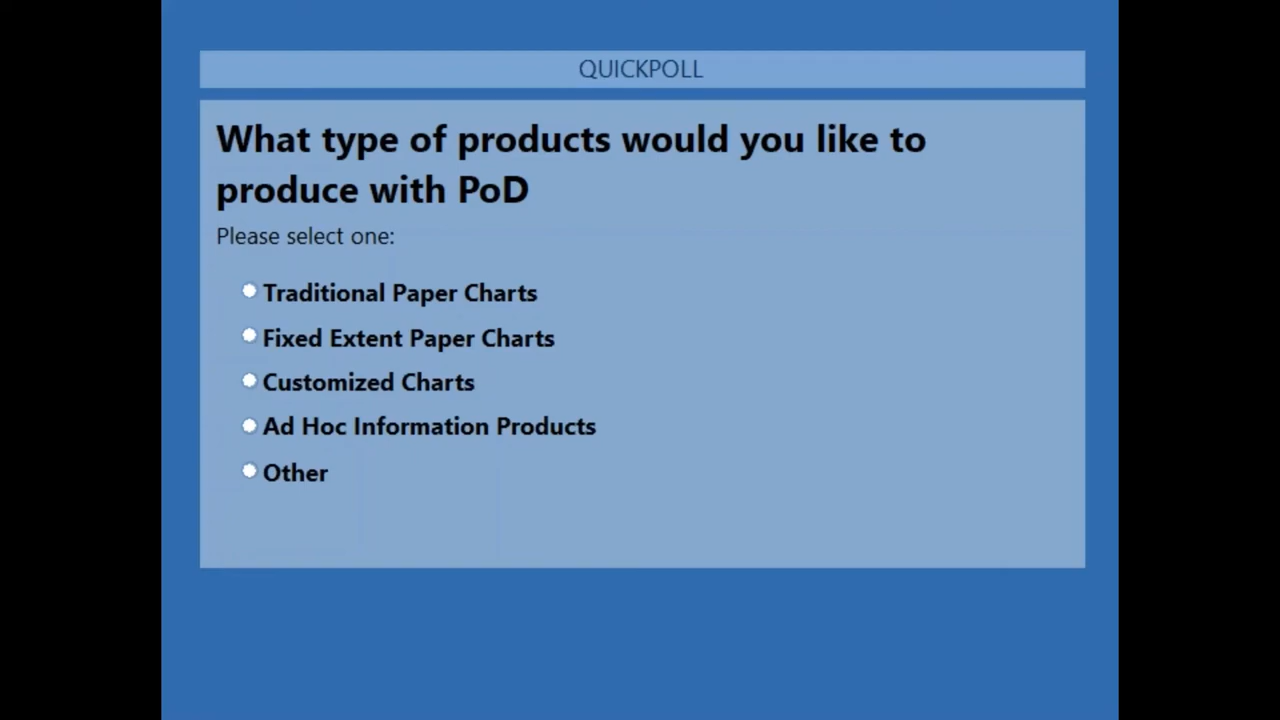 QUICKPOLL
What type of products would you like to
produce with PoD
Please select one:
Traditional Paper Charts
Fixed Extent Paper Charts
Customized Charts
Ad Hoc Information Products
Other